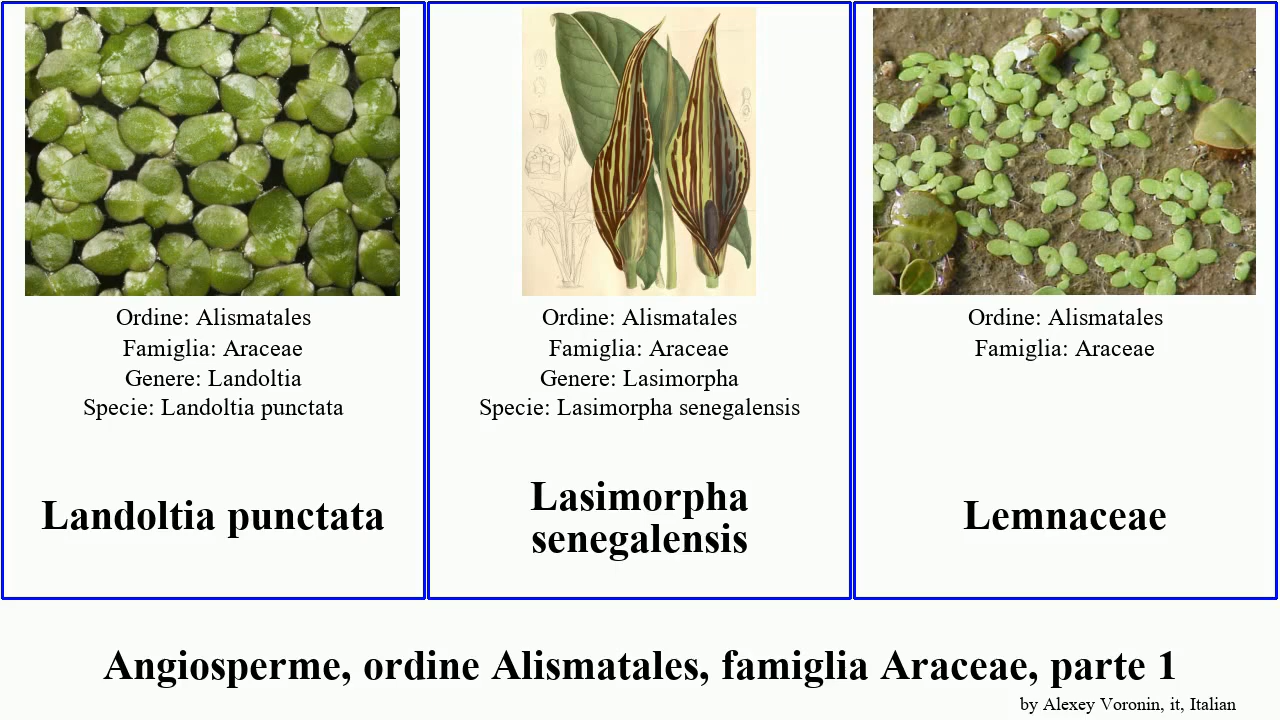 Ordine: Alismatales
Famiglia: Araceae
Genere: Landoltia
Specie: Landoltia punctata
Landoltia punctata
Ordine: Alismatales
Famiglia: Araceae
Genere: Lasimorpha
Specie: Lasimorpha senegalensis
Lasimorpha
senegalensis
Ordine: Alismatales
Famiglia: Araceae
Lemnaceae
Angiosperme, ordine Alismatales, famiglia Araceae, parte 1
by Alexey Voronin, it, Italian